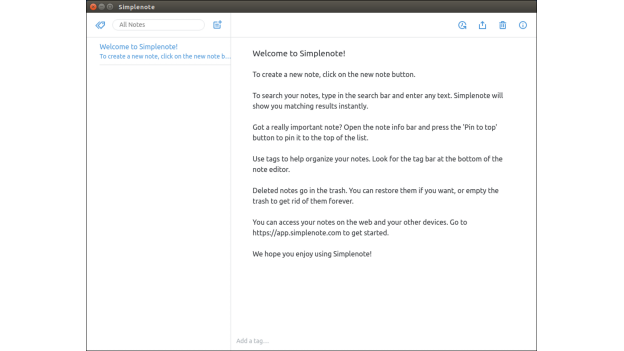 Simplenote
All Notes
Welcome to Simplenote!
To create a new note, click on the new note b...
Welcome to Simplenote!
To create a new note, click on the new note button.
To search your notes, type in the search bar and enter any text. Simplenote will
show you matching results instantly.
Got a really important note? Open the note info bar and press the 'Pin to top'
button to pin it to the top of the list.
Use tags to help organize your notes. Look for the tag bar at the bottom of the
note editor.
Deleted notes go in the trash. You can restore them if you want, or empty the
trash to get rid of them forever.
You can access your notes on the web and your other devices. Go to
https://app.simplenote.com to get started.
We hope you enjoy using Simplenote!
Add a tag...